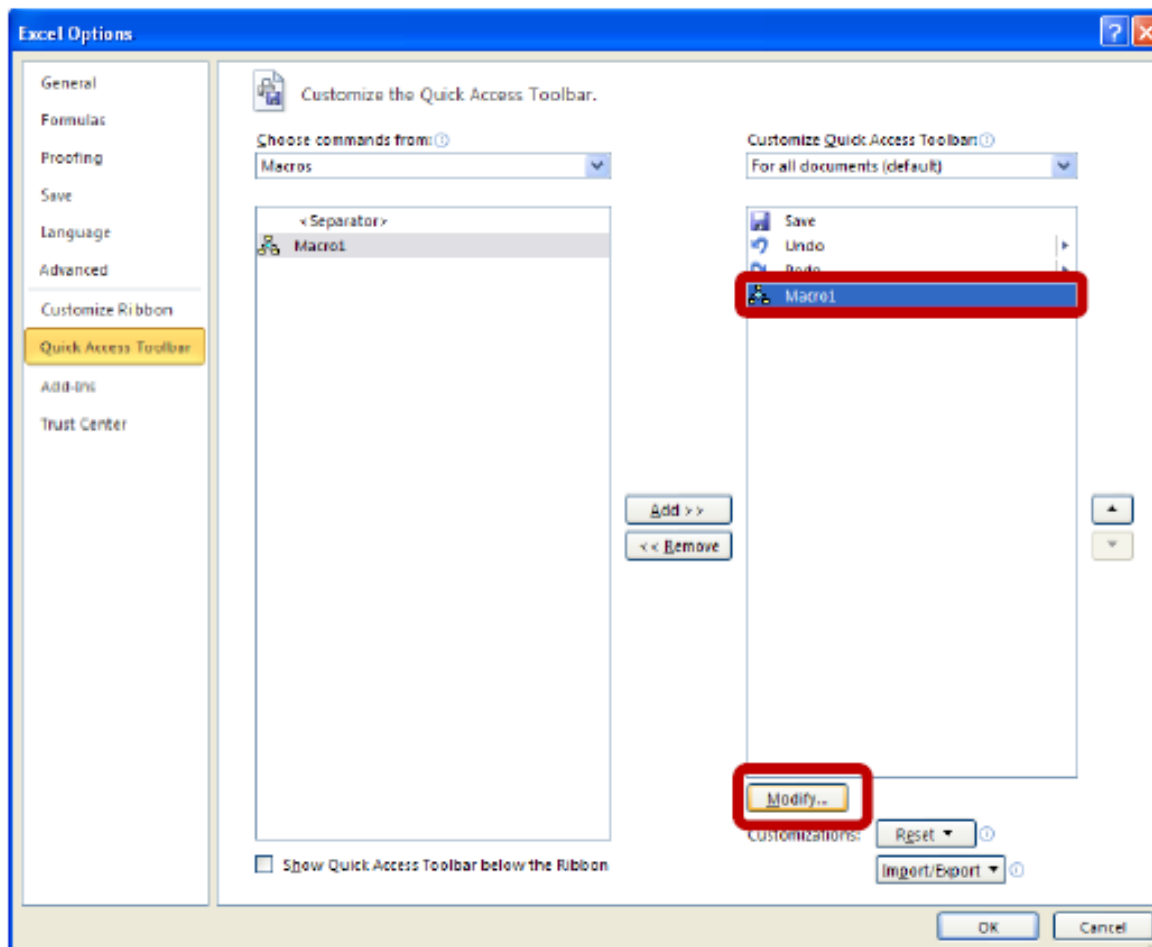 Excel Options
General
Formulas
Proofing
Save
Language
Advanced
Customize Ribbon
Quick Access Toolbar
Add-Ins
Trust Center
Customize the Quick Access Toolbar.
Choose commands from:
Macros
<Separator>
Macro1
Show Quick Access Toolbar below the Ribbon
Add >>
<< Remove
Customize Quick Access Toolbar:
For all documents (default)
Save
Undo
Redo
Macro1
Modify...
Customizations:
Reset
Import/Export
OK
Cancel